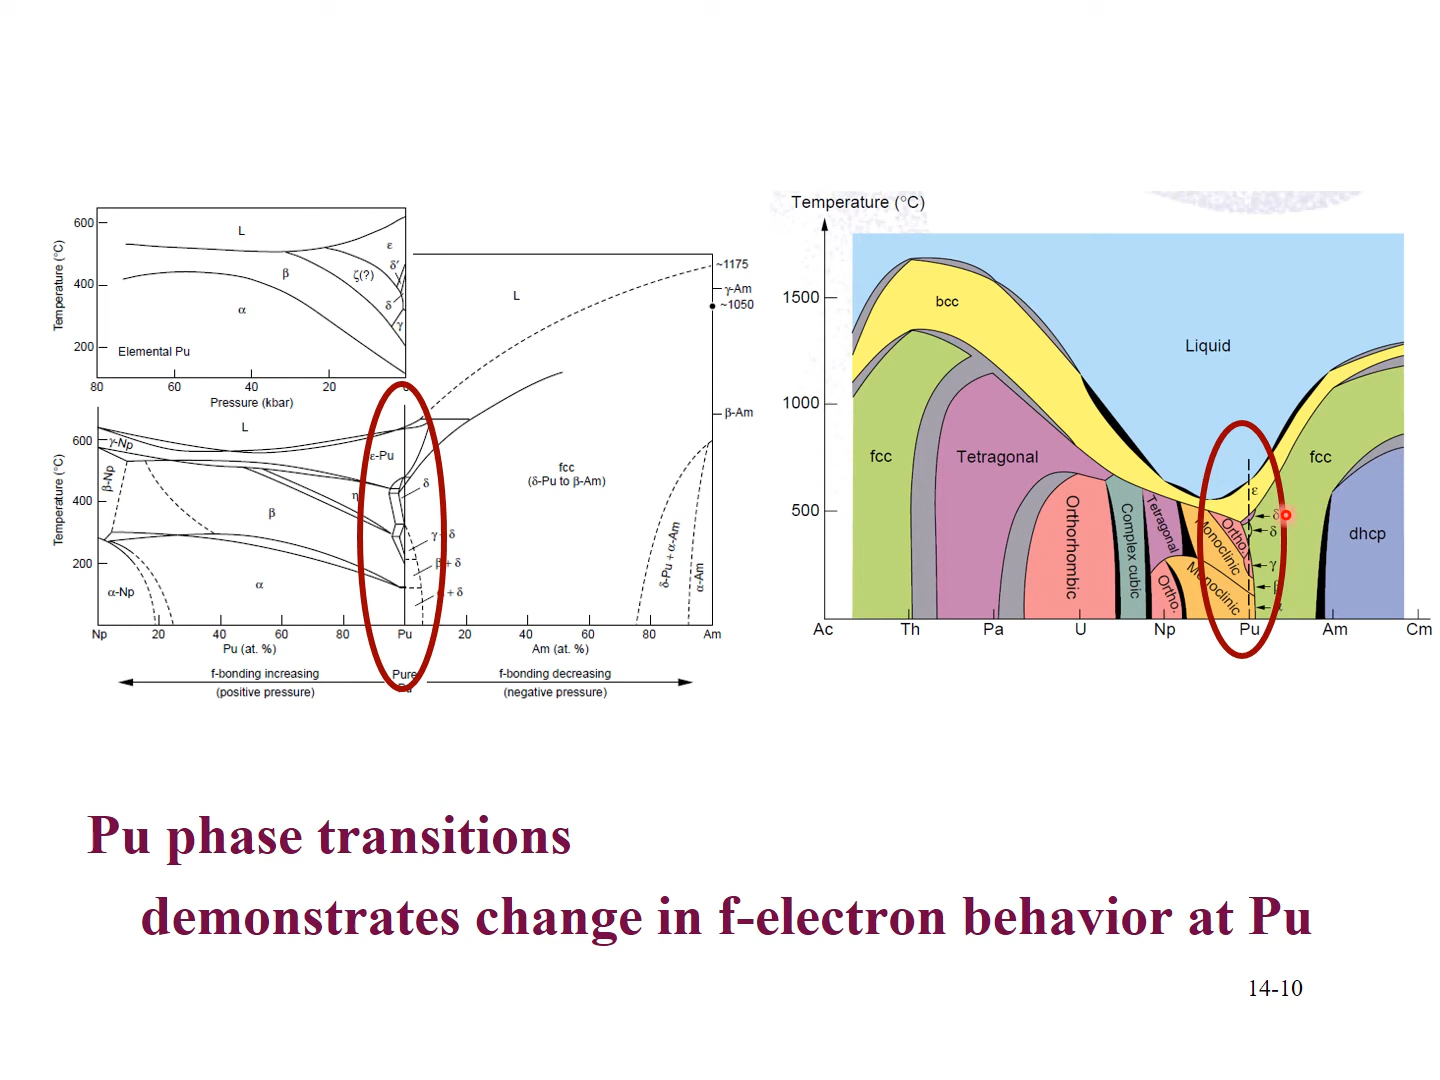 600
400
200
Temperature (°C)
L
ε
δ′
ζ(?)
β
δ
γ
α
Elemental Pu
80
60
40
20
Pressure (kbar)
L
~1175
γ-Am
~1050
β-Am
600
400
200
Temperature (°C)
L
γ-Np
β-Np
ε-Pu
η
δ
β
γ + δ
β + δ
α + δ
α
α-Np
fcc
(δ-Pu to β-Am)
δ-Pu + α-Am
α-Am
Np
20
40
60
80
Pu
20
40
60
80
Am
Pu (at. %)
Am (at. %)
f-bonding increasing
(positive pressure)
Pure
Pu
f-bonding decreasing
(negative pressure)
Temperature (°C)
1500
1000
500
bcc
Liquid
fcc
Tetragonal
Orthorhombic
Complex cubic
Tetragonal
Ortho.
Monoclinic
Monoclinic
Ortho.
ε
δ
δ
γ
β
α
fcc
dhcp
Ac
Th
Pa
U
Np
Pu
Am
Cm
Pu phase transitions
demonstrates change in f-electron behavior at Pu
14-10